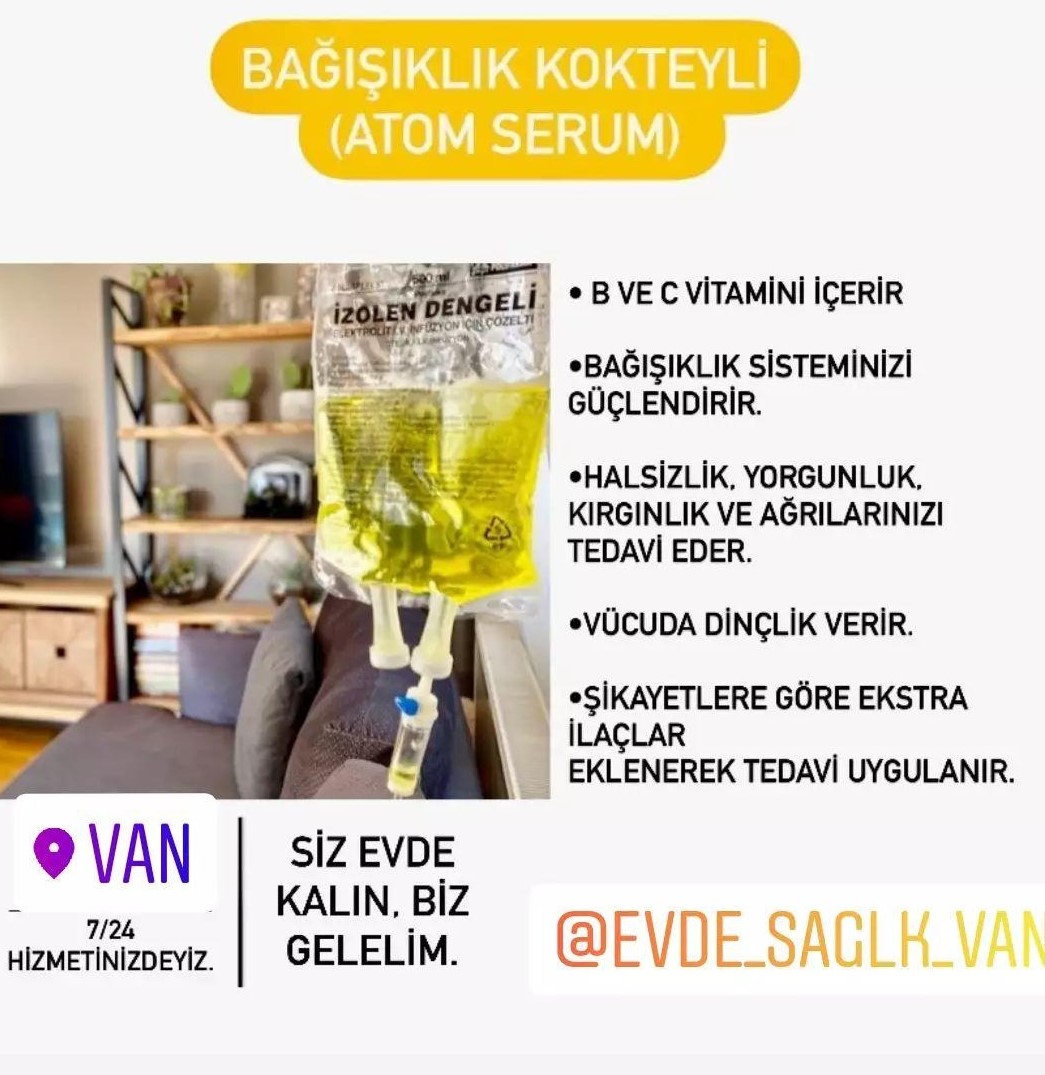 BAĞIŞIKLIK KOKTEYLİ
(ATOM SERUM)
500 ml
İZOLEN DENGELİ
ELEKTROLİT I.V. İNFÜZYON İÇİN ÇÖZELTİ
• B VE C VİTAMİNİ İÇERİR
•BAĞIŞIKLIK SİSTEMİNİZİ
GÜÇLENDİRİR.
•HALSİZLİK, YORGUNLUK,
KIRGINLIK VE AĞRILARINIZI
TEDAVİ EDER.
•VÜCUDA DİNÇLİK VERİR.
•ŞİKAYETLERE GÖRE EKSTRA
İLAÇLAR
EKLENEREK TEDAVİ UYGULANIR.
VAN
7/24
HİZMETİNİZDEYİZ.
SİZ EVDE
KALIN, BİZ
GELELİM.
@EVDE_SAGLK_VAN